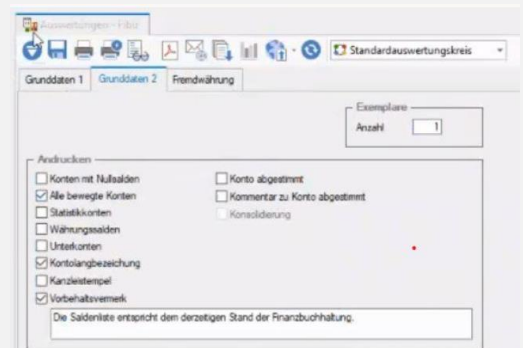 Auswertungen - Fibu
Standardauswertungskreis
Grunddaten 1 Grunddaten 2 Fremdwährung
Exemplare
Anzahl 1
Andrucken
Konten mit Nullsalden Konto abgestimmt
Alle bewegte Konten Kommentar zu Konto abgestimmt
Statistikkonten Konsolidierung
Währungssalden
Unterkonten
Kontolangbezeichnung
Kanzleistempel
Vorbehaltsvermerk
Die Saldenliste entspricht dem derzeitigen Stand der Finanzbuchhaltung.